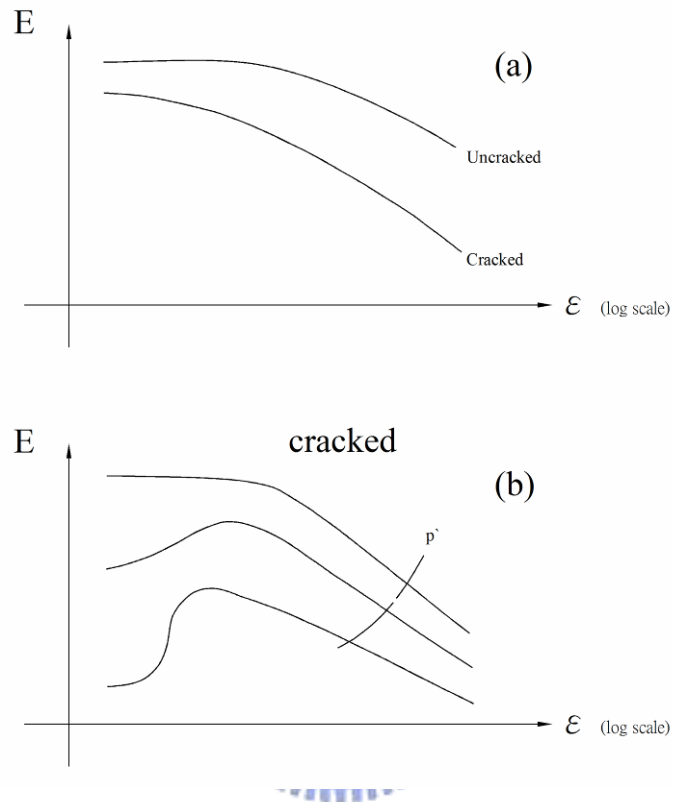 E
(a)
Uncracked
Cracked
ε (log scale)
E
cracked
(b)
p`
ε (log scale)